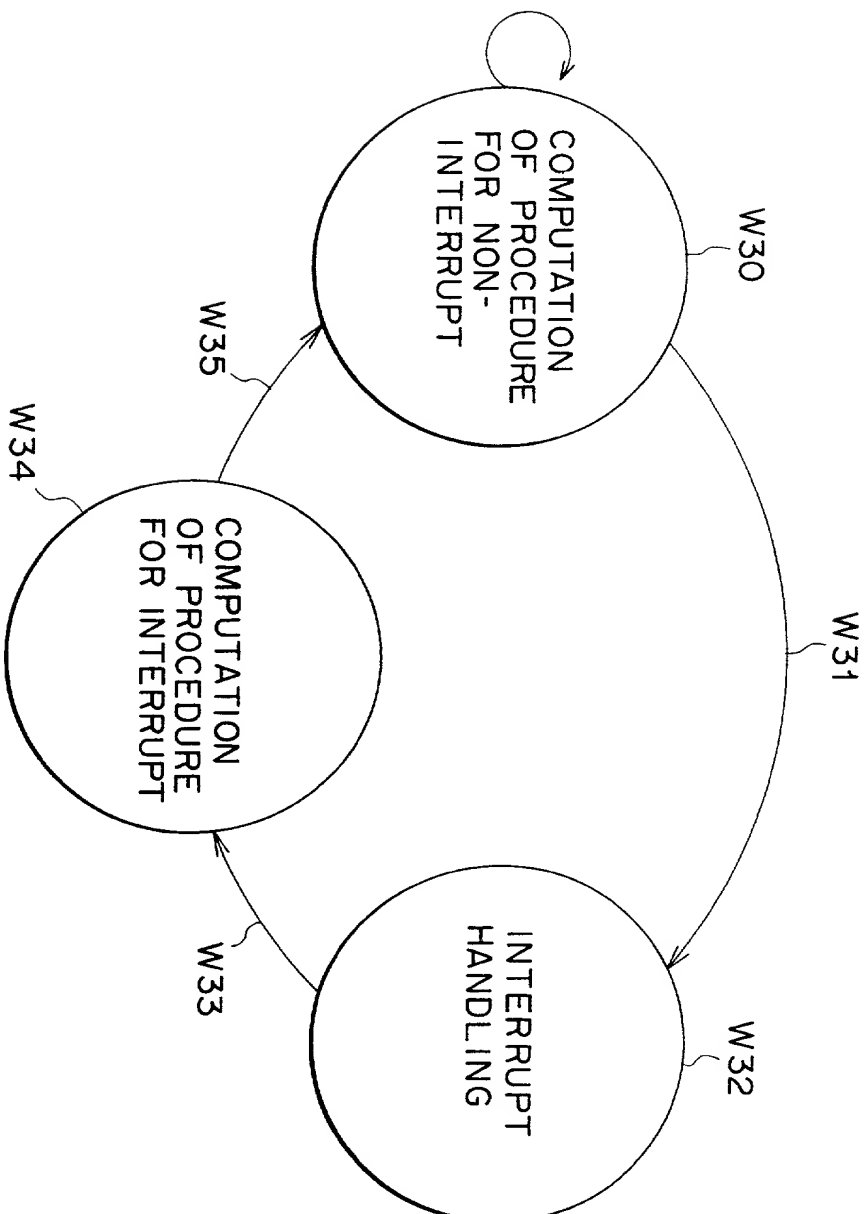 W31
W30
W32
COMPUTATION
OF PROCEDURE
FOR NON-
INTERRUPT
INTERRUPT
HANDLING
W35
W33
COMPUTATION
OF PROCEDURE
FOR INTERRUPT
W34